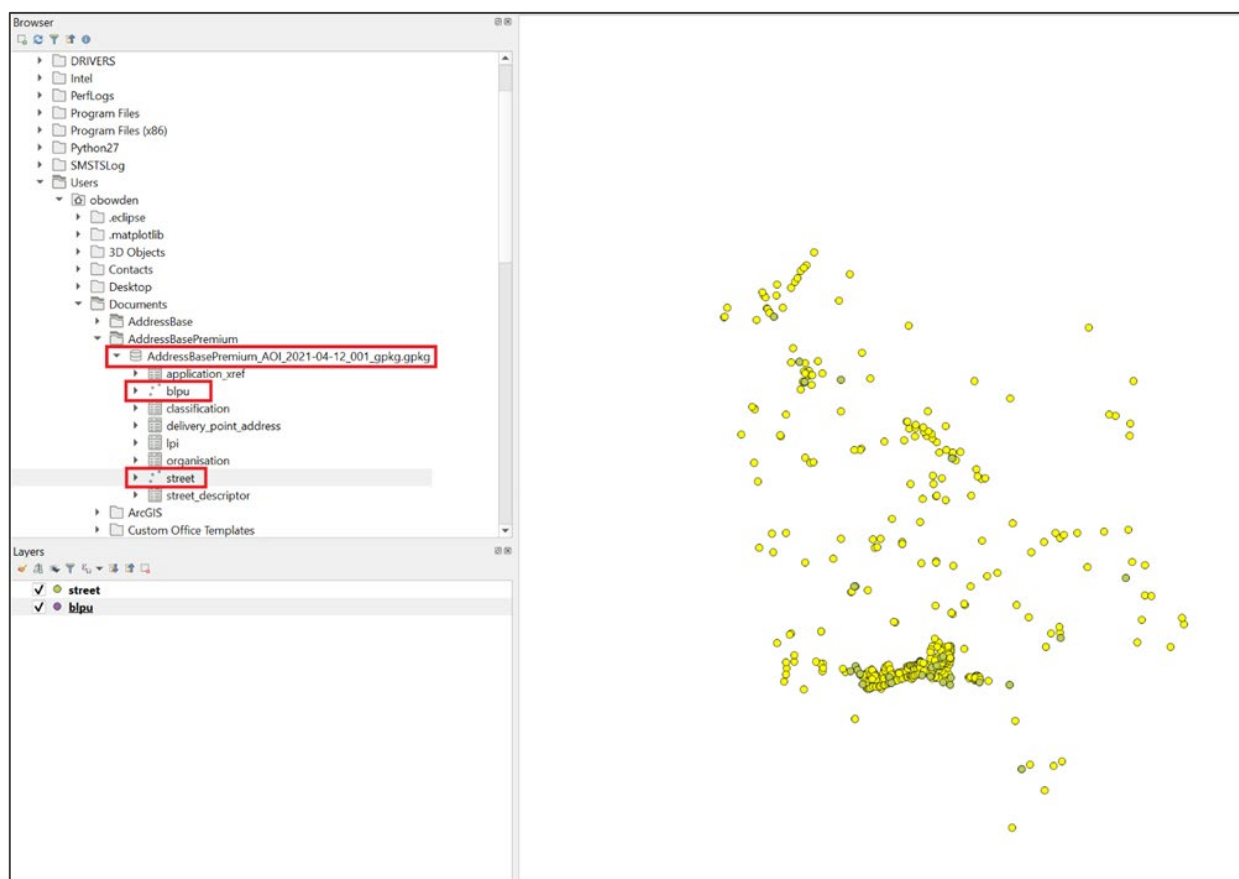 Browser
DRIVERS
Intel
PerfLogs
Program Files
Program Files (x86)
Python27
SMSTSLog
Users
obowden
.eclipse
.matplotlib
3D Objects
Contacts
Desktop
Documents
AddressBase
AddressBasePremium
AddressBasePremium_AOI_2021-04-12_001_gpkg.gpkg
application_xref
blpu
classification
delivery_point_address
lpi
organisation
street
street_descriptor
ArcGIS
Custom Office Templates
Layers
street
blpu